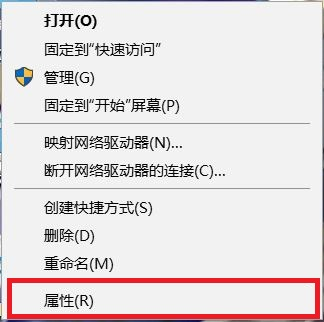 打开(O)
固定到"快速访问"
管理(G)
固定到"开始"屏幕(P)
映射网络驱动器(N)...
断开网络驱动器的连接(C)...
创建快捷方式(S)
删除(D)
重命名(M)
属性(R)